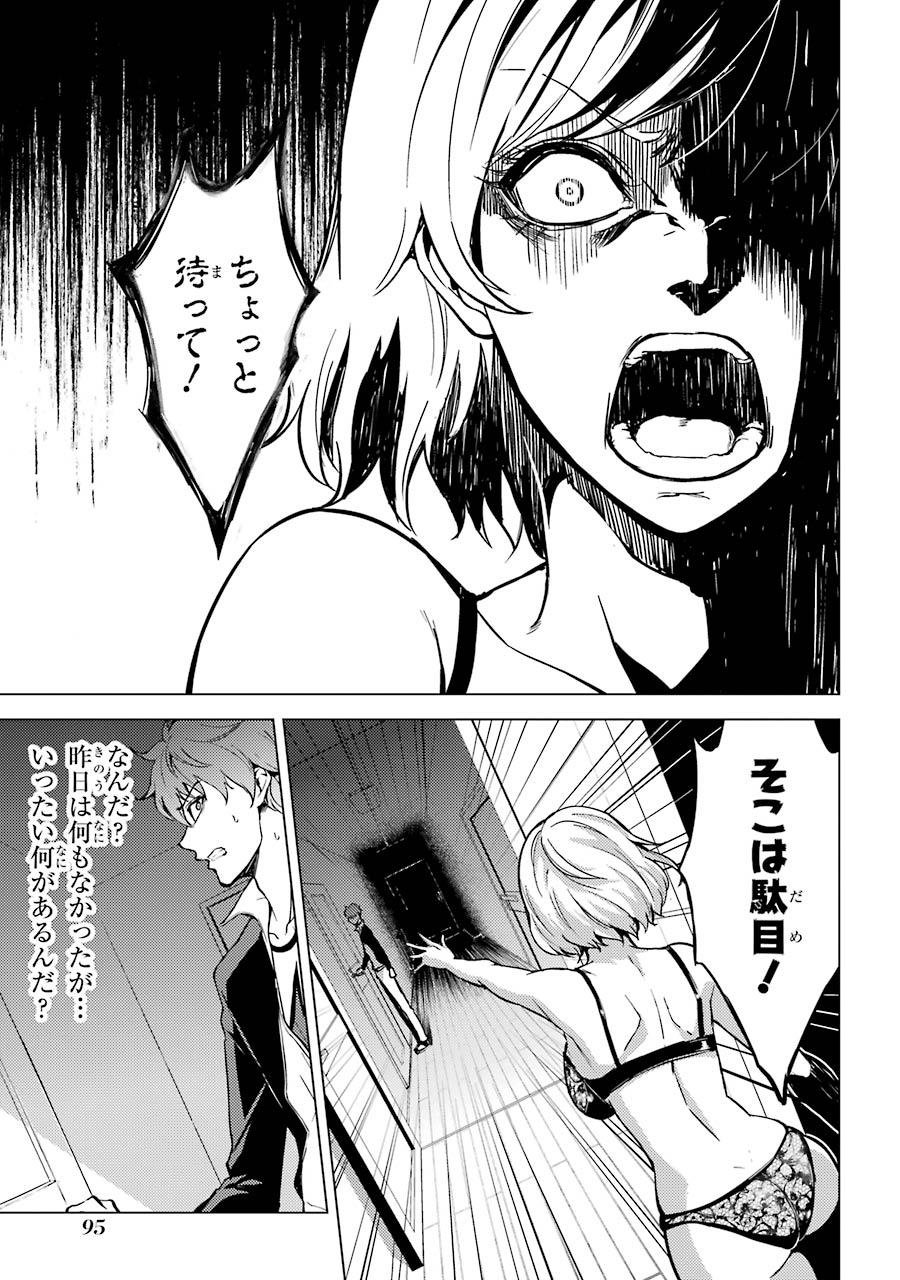 ちょっと
待って！
そこは駄目！
なんだ？
昨日は何もなかったが…
いったい何があるんだ？
95